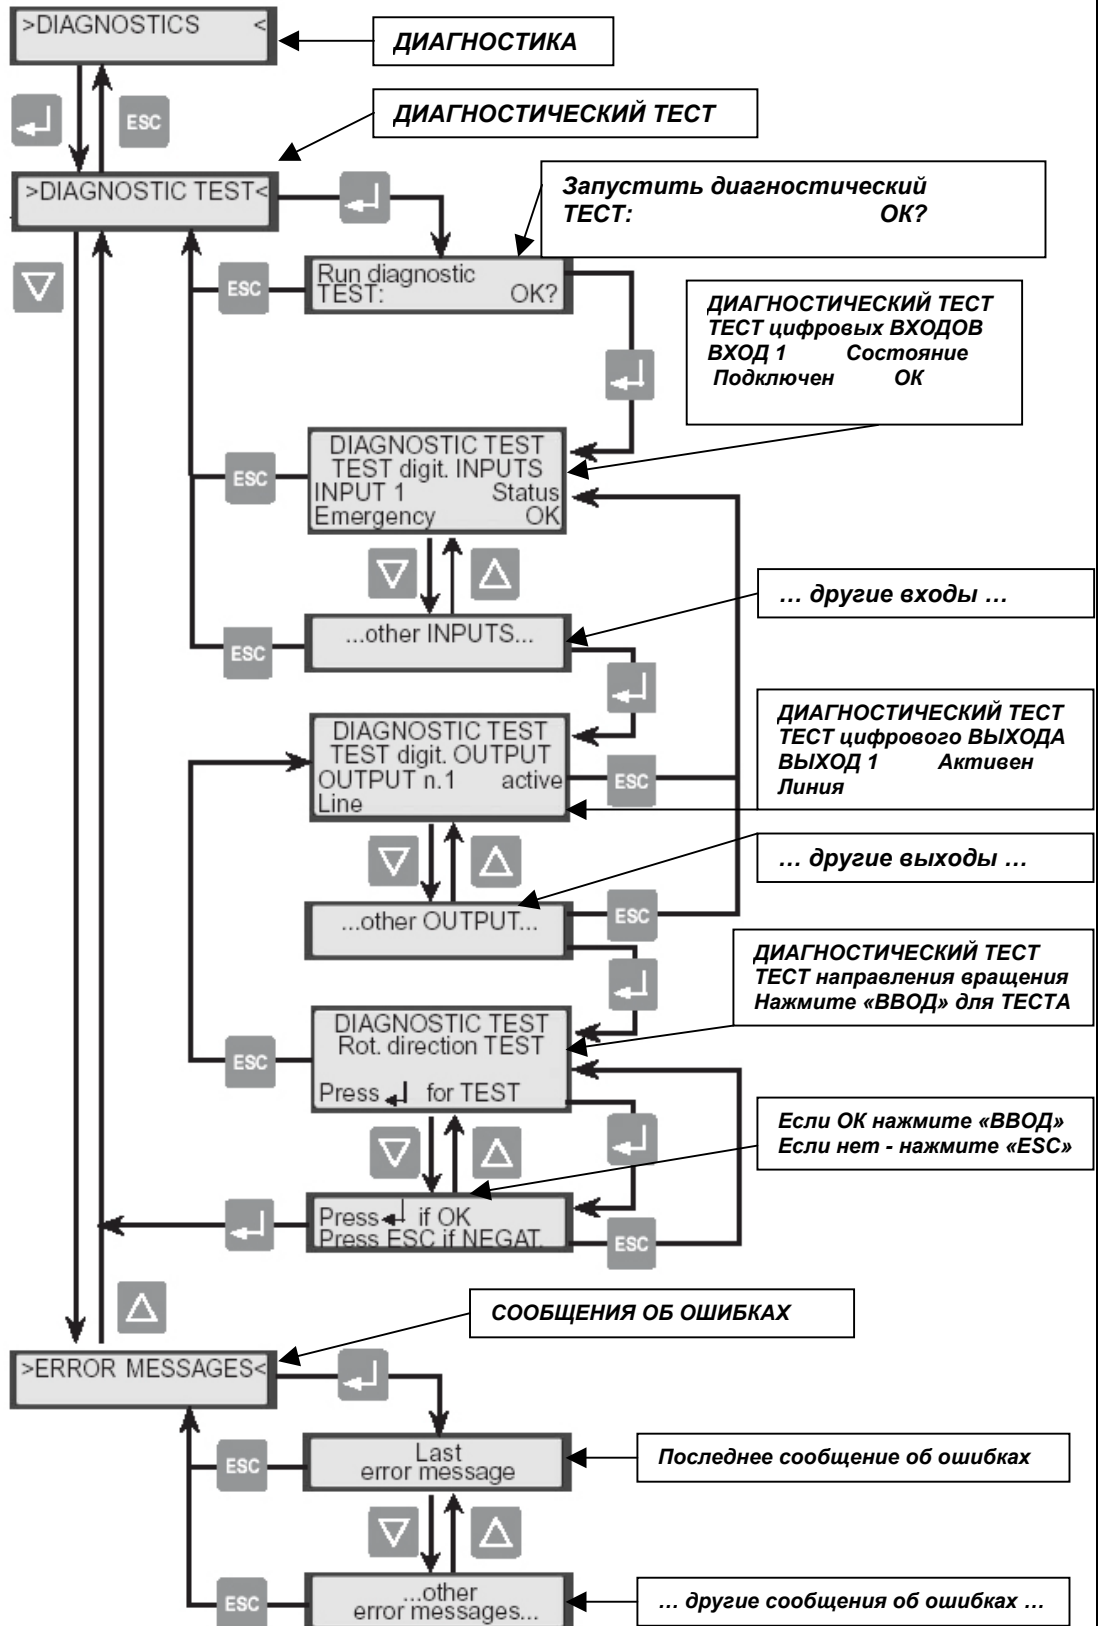 >DIAGNOSTICS <
ДИАГНОСТИКА
ESC
ДИАГНОСТИЧЕСКИЙ ТЕСТ
>DIAGNOSTIC TEST<
Запустить диагностический
ТЕСТ: ОК?
Run diagnostic
TEST: OK?
ESC
ДИАГНОСТИЧЕСКИЙ ТЕСТ
ТЕСТ цифровых ВХОДОВ
ВХОД 1 Состояние
Подключен ОК
DIAGNOSTIC TEST
TEST digit. INPUTS
INPUT 1 Status
Emergency OK
ESC
... другие входы ...
...other INPUTS...
ESC
ДИАГНОСТИЧЕСКИЙ ТЕСТ
ТЕСТ цифрового ВЫХОДА
ВЫХОД 1 Активен
Линия
DIAGNOSTIC TEST
TEST digit. OUTPUT
OUTPUT n.1 active
Line
ESC
... другие выходы ...
...other OUTPUT...
ESC
ДИАГНОСТИЧЕСКИЙ ТЕСТ
ТЕСТ направления вращения
Нажмите «ВВОД» для ТЕСТА
DIAGNOSTIC TEST
Rot. direction TEST
Press ↵ for TEST
ESC
Если ОК нажмите «ВВОД»
Если нет - нажмите «ESC»
Press ↵ if OK
Press ESC if NEGAT.
ESC
СООБЩЕНИЯ ОБ ОШИБКАХ
>ERROR MESSAGES<
Last
error message
ESC
Последнее сообщение об ошибках
...other
error messages...
ESC
... другие сообщения об ошибках ...